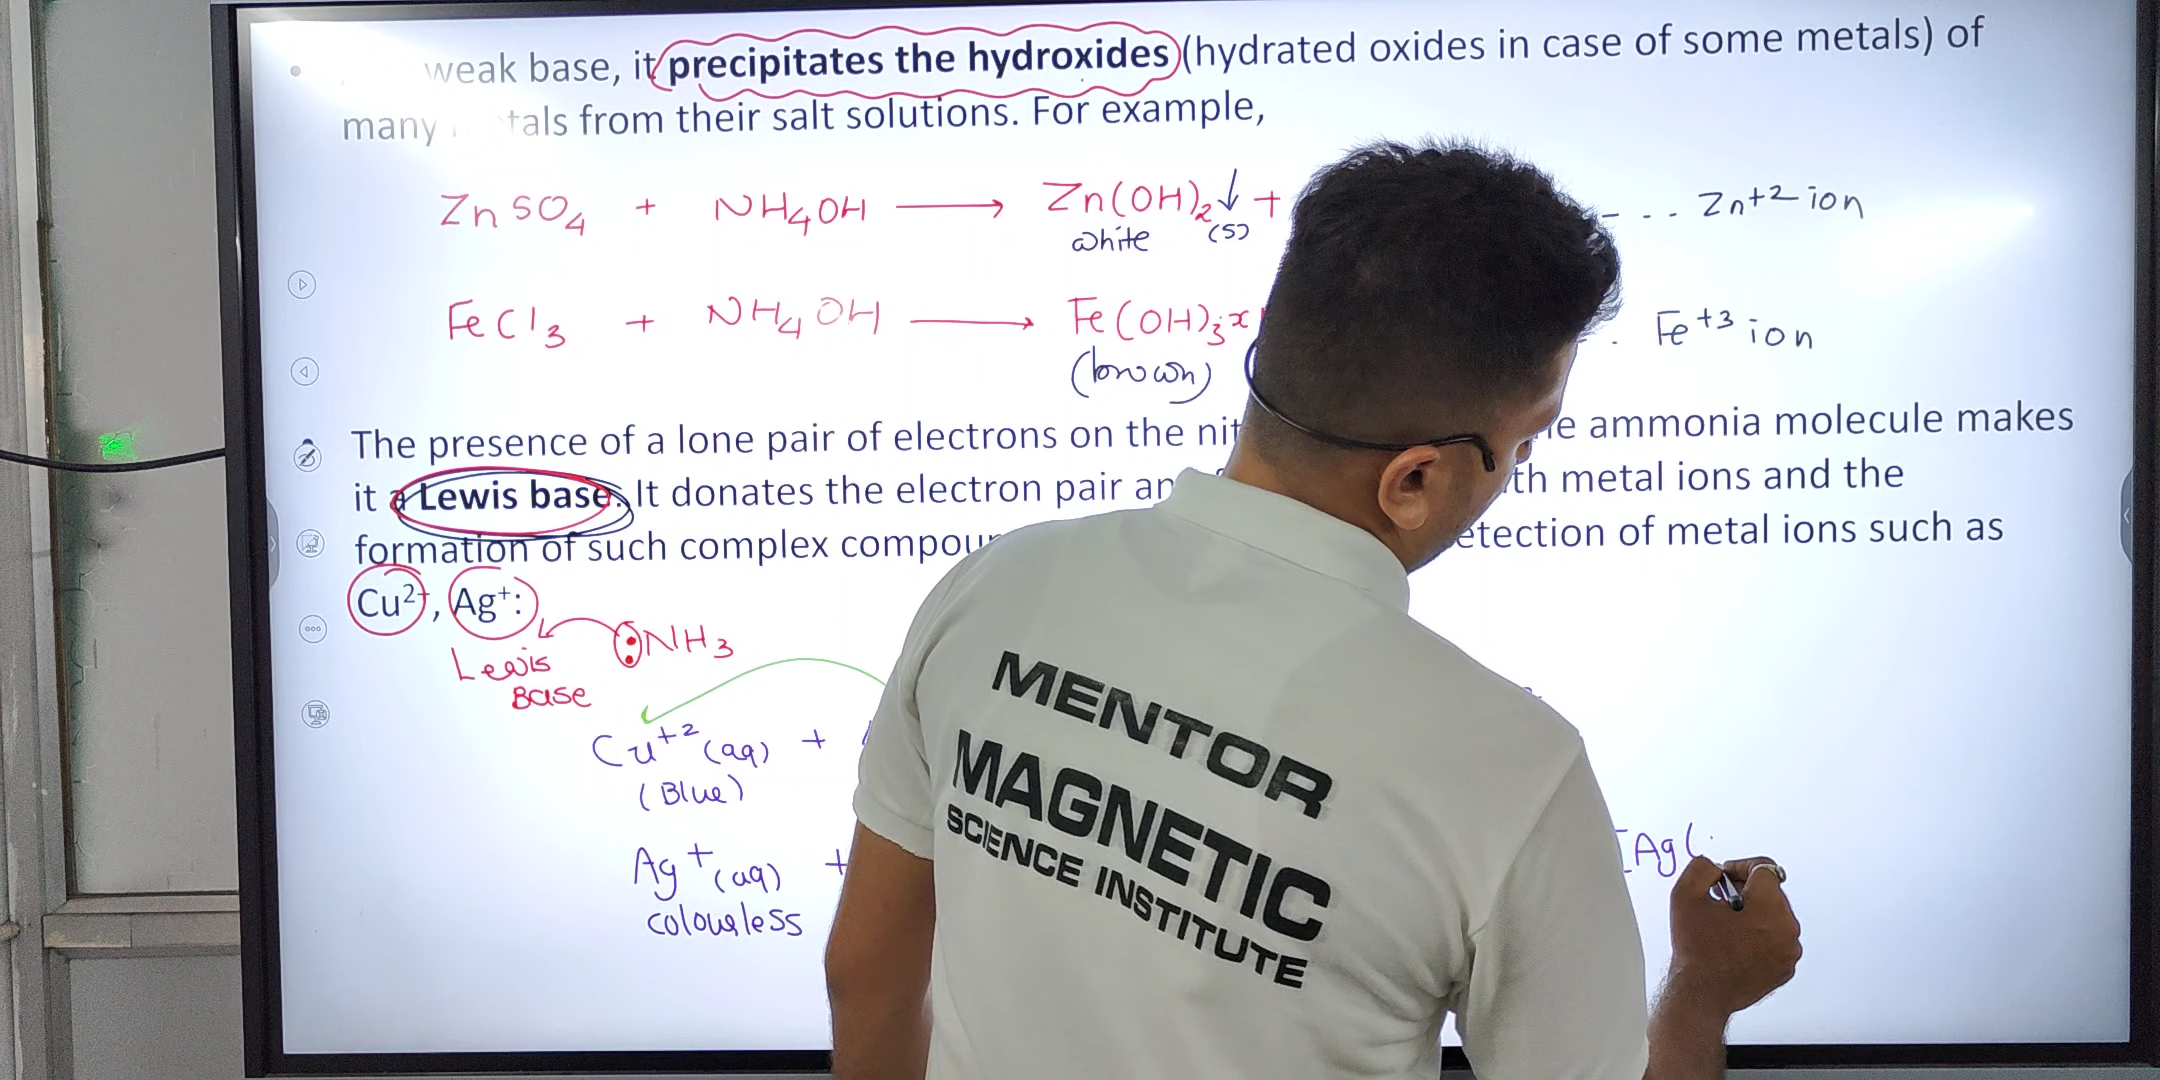 weak base, it precipitates the hydroxides (hydrated oxides in case of some metals) of
many tals from their salt solutions. For example,
ZnSO4 + NH4OH → Zn(OH)2↓ + - . . Zn+2 ion
white (s)
FeCl3 + NH4OH → Fe(OH)3.x . Fe+3 ion
(brown)
The presence of a lone pair of electrons on the nit e ammonia molecule makes
it a Lewis base. It donates the electron pair an th metal ions and the
formation of such complex compou etection of metal ions such as
Cu2+, Ag+:
:NH3
Lewis
Base
Cu+2 (aq) +
(Blue)
Ag+ (aq) + [Ag(
colourless
MENTOR
MAGNETIC
SCIENCE INSTITUTE